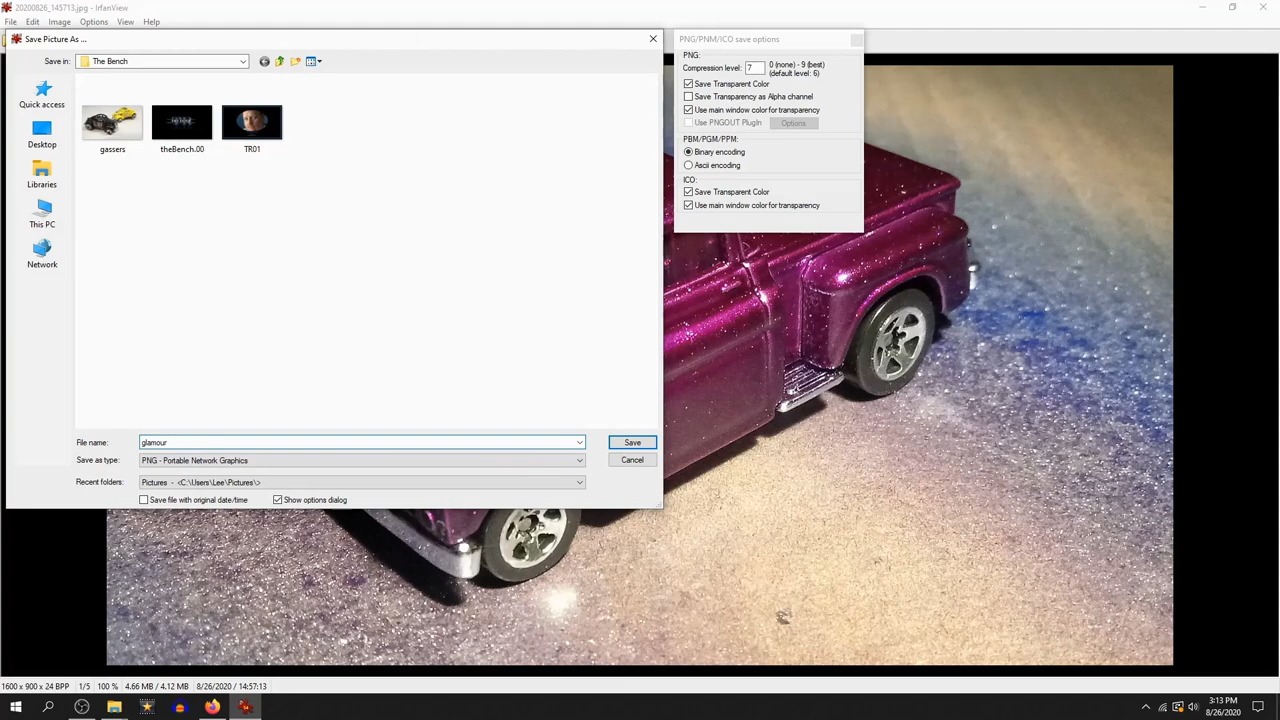 20200826_145713.jpg - IrfanView
File Edit Image Options View Help
Save Picture As ...
Save in: The Bench
Quick access
Desktop
Libraries
This PC
Network
gassers theBench.00 TR01
File name: glamour Save
Save as type: PNG - Portable Network Graphics Cancel
Recent folders: Pictures - <C:\Users\Lee\Pictures\>
Save file with original date/time Show options dialog
PNG/PNM/ICO save options
PNG:
Compression level: 7 0 (none) - 9 (best)
(default level: 6)
Save Transparent Color
Save Transparency as Alpha channel
Use main window color for transparency
Use PNGOUT PlugIn Options
PBM/PGM/PPM:
Binary encoding
Ascii encoding
ICO:
Save Transparent Color
Use main window color for transparency
1600 x 900 x 24 BPP 1/5 100 % 4.66 MB / 4.12 MB 8/26/2020 / 14:57:13
3:13 PM
8/26/2020